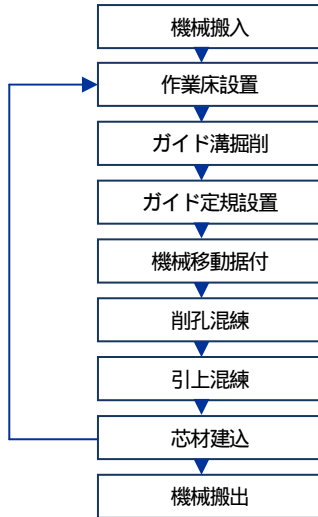 機械搬入
作業床設置
ガイド溝掘削
ガイド定規設置
機械移動据付
削孔混練
引上混練
芯材建込
機械搬出